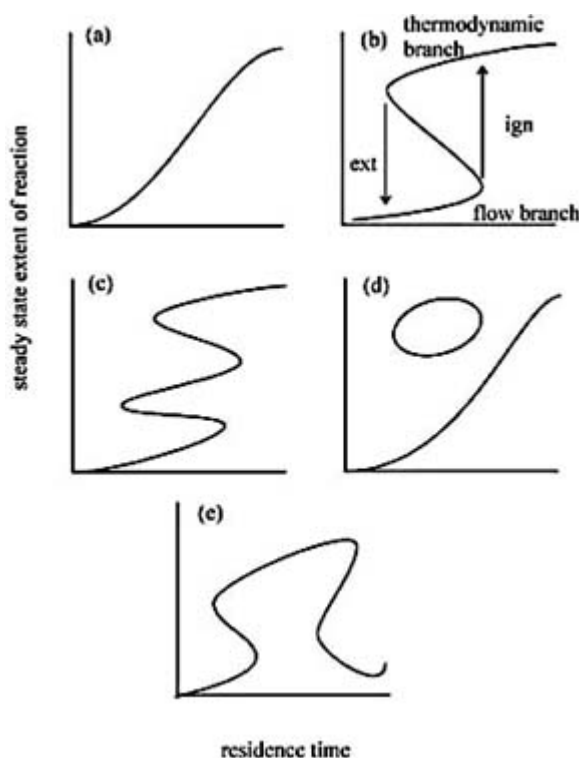 (a)
(b)
thermodynamic
branch
ign
ext
flow branch
(c)
(d)
(e)
steady state extent of reaction
residence time